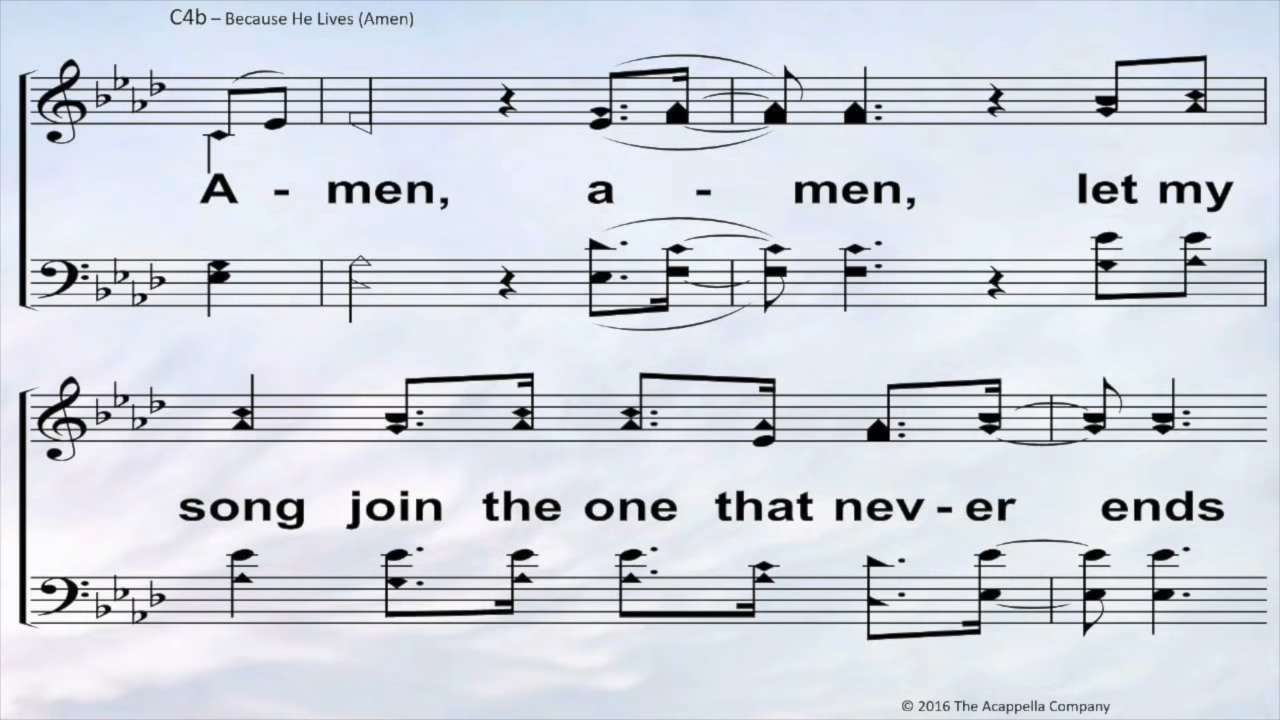 C4b – Because He Lives (Amen)
A - men, a - men, let my
song join the one that nev - er ends
© 2016 The Acappella Company